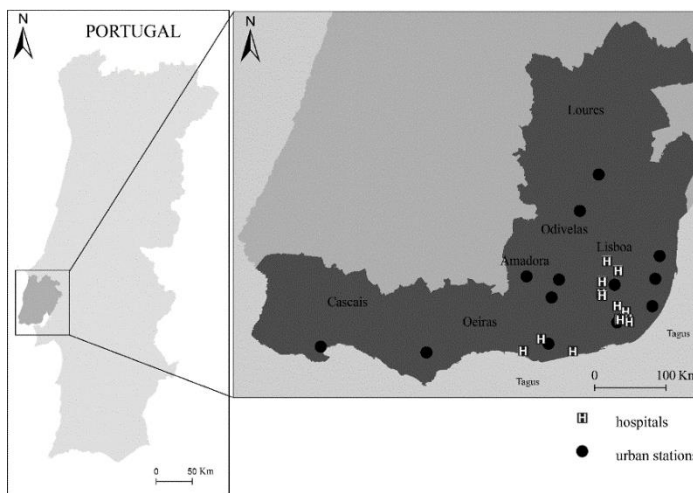 N
PORTUGAL
N
Loures
Odivelas
Lisboa
Amadora
Cascais
Oeiras
Tagus
Tagus
0 100 Km
0 50 Km
H hospitals
urban stations